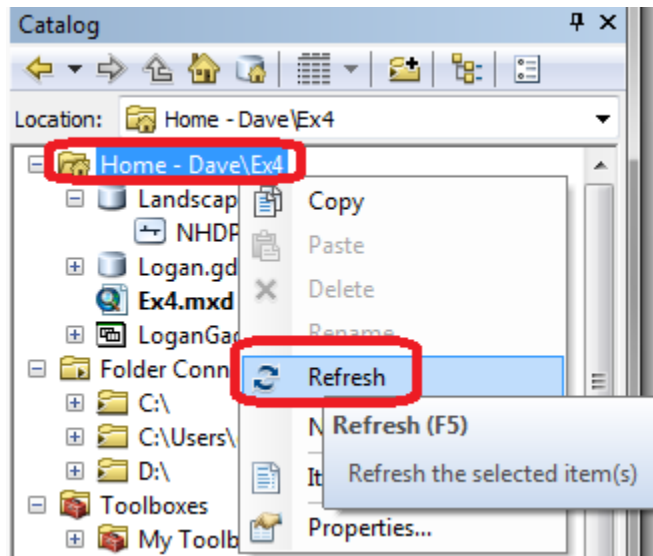 Catalog
Location: Home - Dave\Ex4
Home - Dave\Ex4
Landscap
Copy
NHDP
Paste
Logan.gd
Delete
Ex4.mxd
Rename
LoganGa
Folder Conn
Refresh
C:\
Refresh (F5)
C:\Users\
Refresh the selected item(s)
D:\
Toolboxes
Properties...
My Toolb